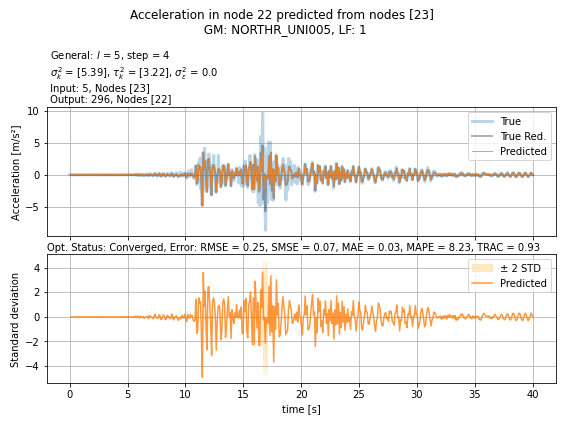 Acceleration in node 22 predicted from nodes [23]
GM: NORTHR_UNI005, LF: 1
General: l = 5, step = 4
σ²_k = [5.39], τ²_k = [3.22], σ²_ε = 0.0
Input: 5, Nodes [23]
Output: 296, Nodes [22]
10
5
0
−5
Acceleration [m/s²]
True
True Red.
Predicted
Opt. Status: Converged, Error: RMSE = 0.25, SMSE = 0.07, MAE = 0.03, MAPE = 8.23, TRAC = 0.93
4
2
0
−2
−4
Standard deviation
± 2 STD
Predicted
0 5 10 15 20 25 30 35 40
time [s]